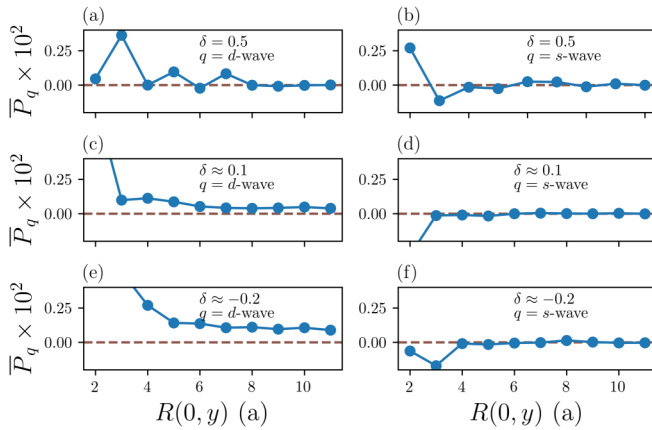 (a)
δ = 0.5
q = d-wave
0.25
0.00
P̅_q × 10²
(b)
δ = 0.5
q = s-wave
0.25
0.00
(c)
δ ≈ 0.1
q = d-wave
0.25
0.00
P̅_q × 10²
(d)
δ ≈ 0.1
q = s-wave
0.25
0.00
(e)
δ ≈ −0.2
q = d-wave
0.25
0.00
P̅_q × 10²
2 4 6 8 10
R(0, y) (a)
(f)
δ ≈ −0.2
q = s-wave
0.25
0.00
2 4 6 8 10
R(0, y) (a)